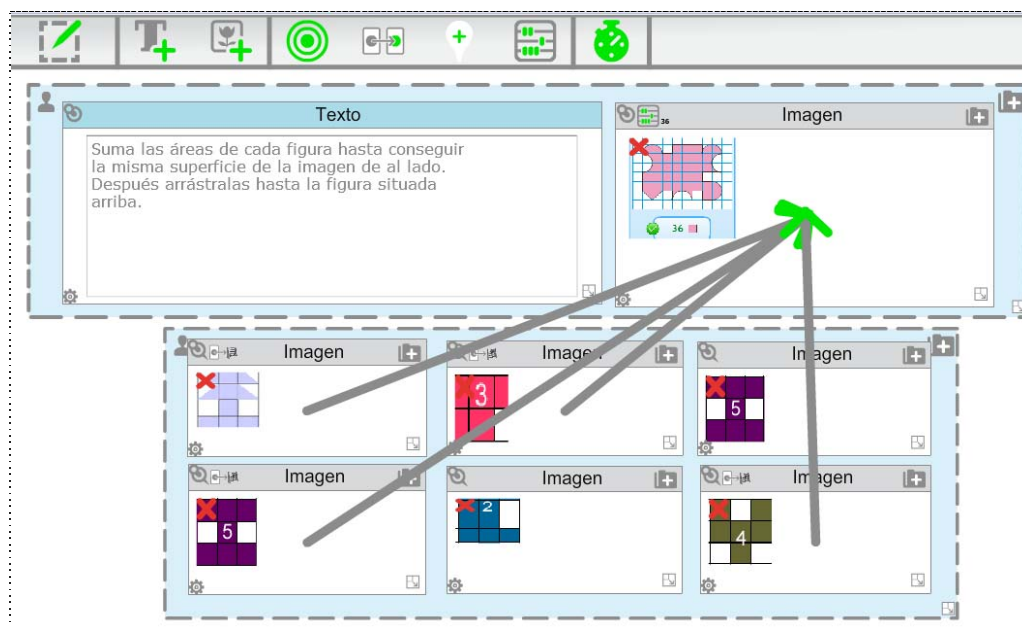 Texto
Imagen
36
Suma las áreas de cada figura hasta conseguir
la misma superficie de la imagen de al lado.
Después arrástralas hasta la figura situada
arriba.
36
Imagen
Imagen
Imagen
3
5
Imagen
Imagen
Imagen
5
2
4